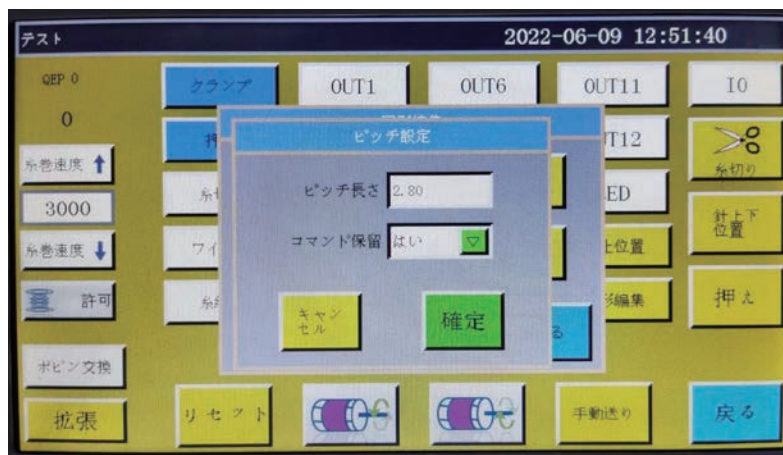 テスト
2022-06-09 12:51:40
QEP 0
クランプ
OUT1
OUT6
OUT11
IO
0
ピッチ設定
T12
糸切り
糸巻速度
ピッチ長さ 2.80
ED
3000
針上下
位置
コマンド保留 はい
ワイ
上位置
糸巻速度
許可
キャン
セル
確定
形編集
押え
る
ボビン交換
拡張
リセット
手動送り
戻る